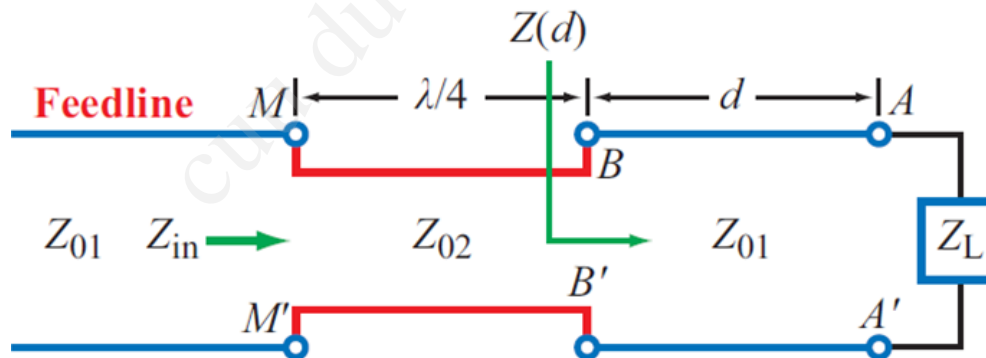 Z(d)
Feedline M λ/4 d A
B
Z01 Zin Z02 Z01 ZL
B'
M' A'